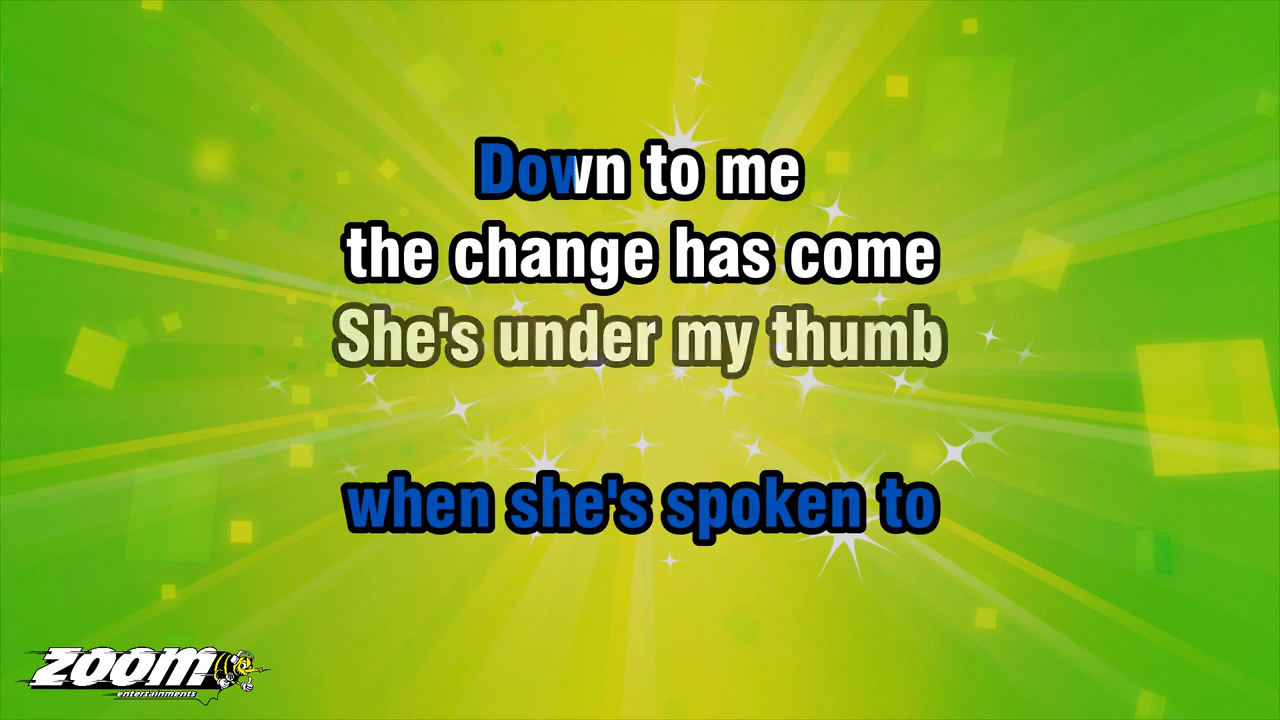 Down to me
the change has come
She's under my thumb
when she's spoken to
zoom
entertainments